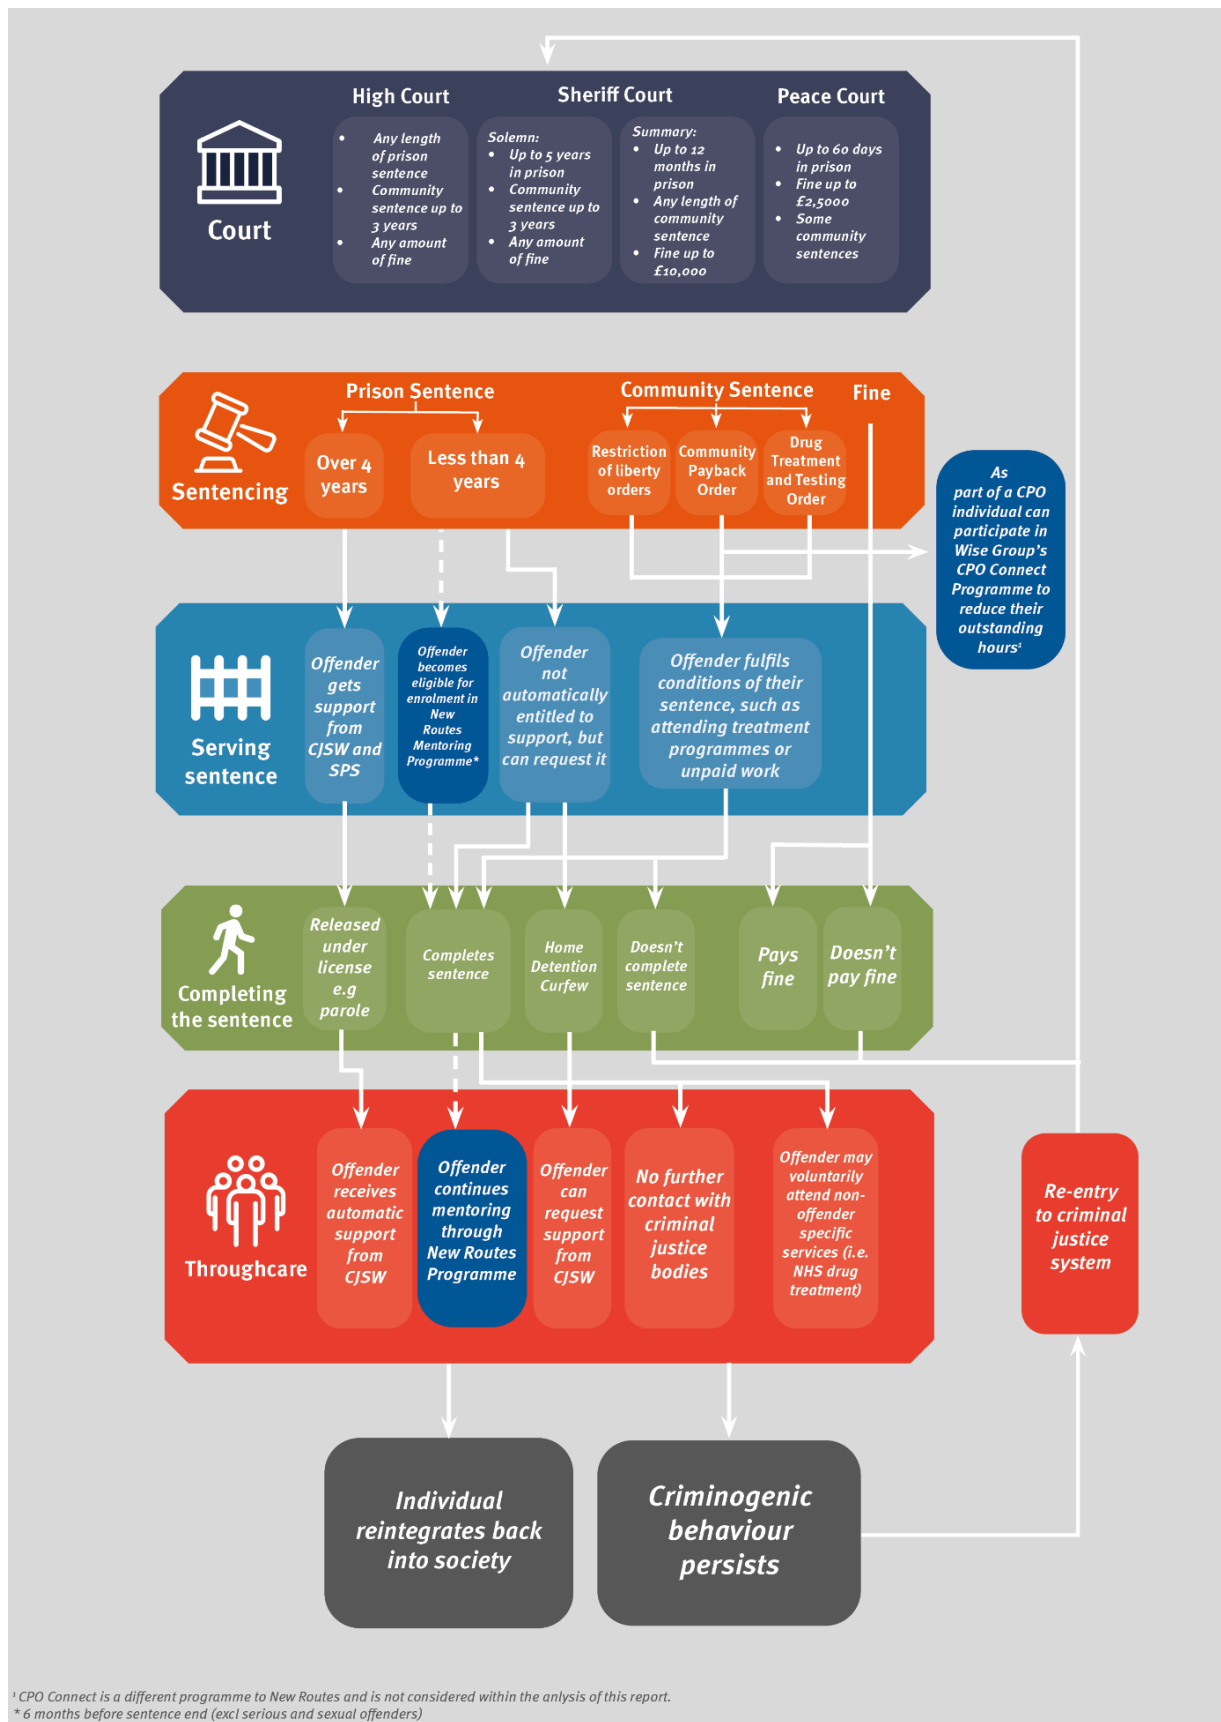 Court
High Court
• Any length
of prison
sentence
• Community
sentence up to
3 years
• Any amount
of fine
Sheriff Court
Solemn:
• Up to 5 years
in prison
• Community
sentence up to
3 years
• Any amount
of fine
Summary:
• Up to 12
months in
prison
• Any length of
community
sentence
• Fine up to
£10,000
Peace Court
• Up to 60 days
in prison
• Fine up to
£2,5000
• Some
community
sentences
Sentencing
Prison Sentence
Over 4
years
Less than 4
years
Community Sentence
Restriction
of liberty
orders
Community
Payback
Order
Drug
Treatment
and Testing
Order
Fine
As
part of a CPO
individual can
participate in
Wise Group's
CPO Connect
Programme to
reduce their
outstanding
hours¹
Serving
sentence
Offender
gets
support
from
CJSW and
SPS
Offender
becomes
eligible for
enrolment in
New
Routes
Mentoring
Programme*
Offender
not
automatically
entitled to
support, but
can request it
Offender fulfils
conditions of their
sentence, such as
attending treatment
programmes or
unpaid work
Completing
the sentence
Released
under
license
e.g
parole
Completes
sentence
Home
Detention
Curfew
Doesn't
complete
sentence
Pays
fine
Doesn't
pay fine
Throughcare
Offender
receives
automatic
support
from
CJSW
Offender
continues
mentoring
through
New Routes
Programme
Offender
can
request
support
from
CJSW
No further
contact with
criminal
justice
bodies
Offender may
voluntarily
attend non-
offender
specific
services (i.e.
NHS drug
treatment)
Re-entry
to criminal
justice
system
Individual
reintegrates back
into society
Criminogenic
behaviour
persists
¹ CPO Connect is a different programme to New Routes and is not considered within the anlysis of this report.
* 6 months before sentence end (excl serious and sexual offenders)